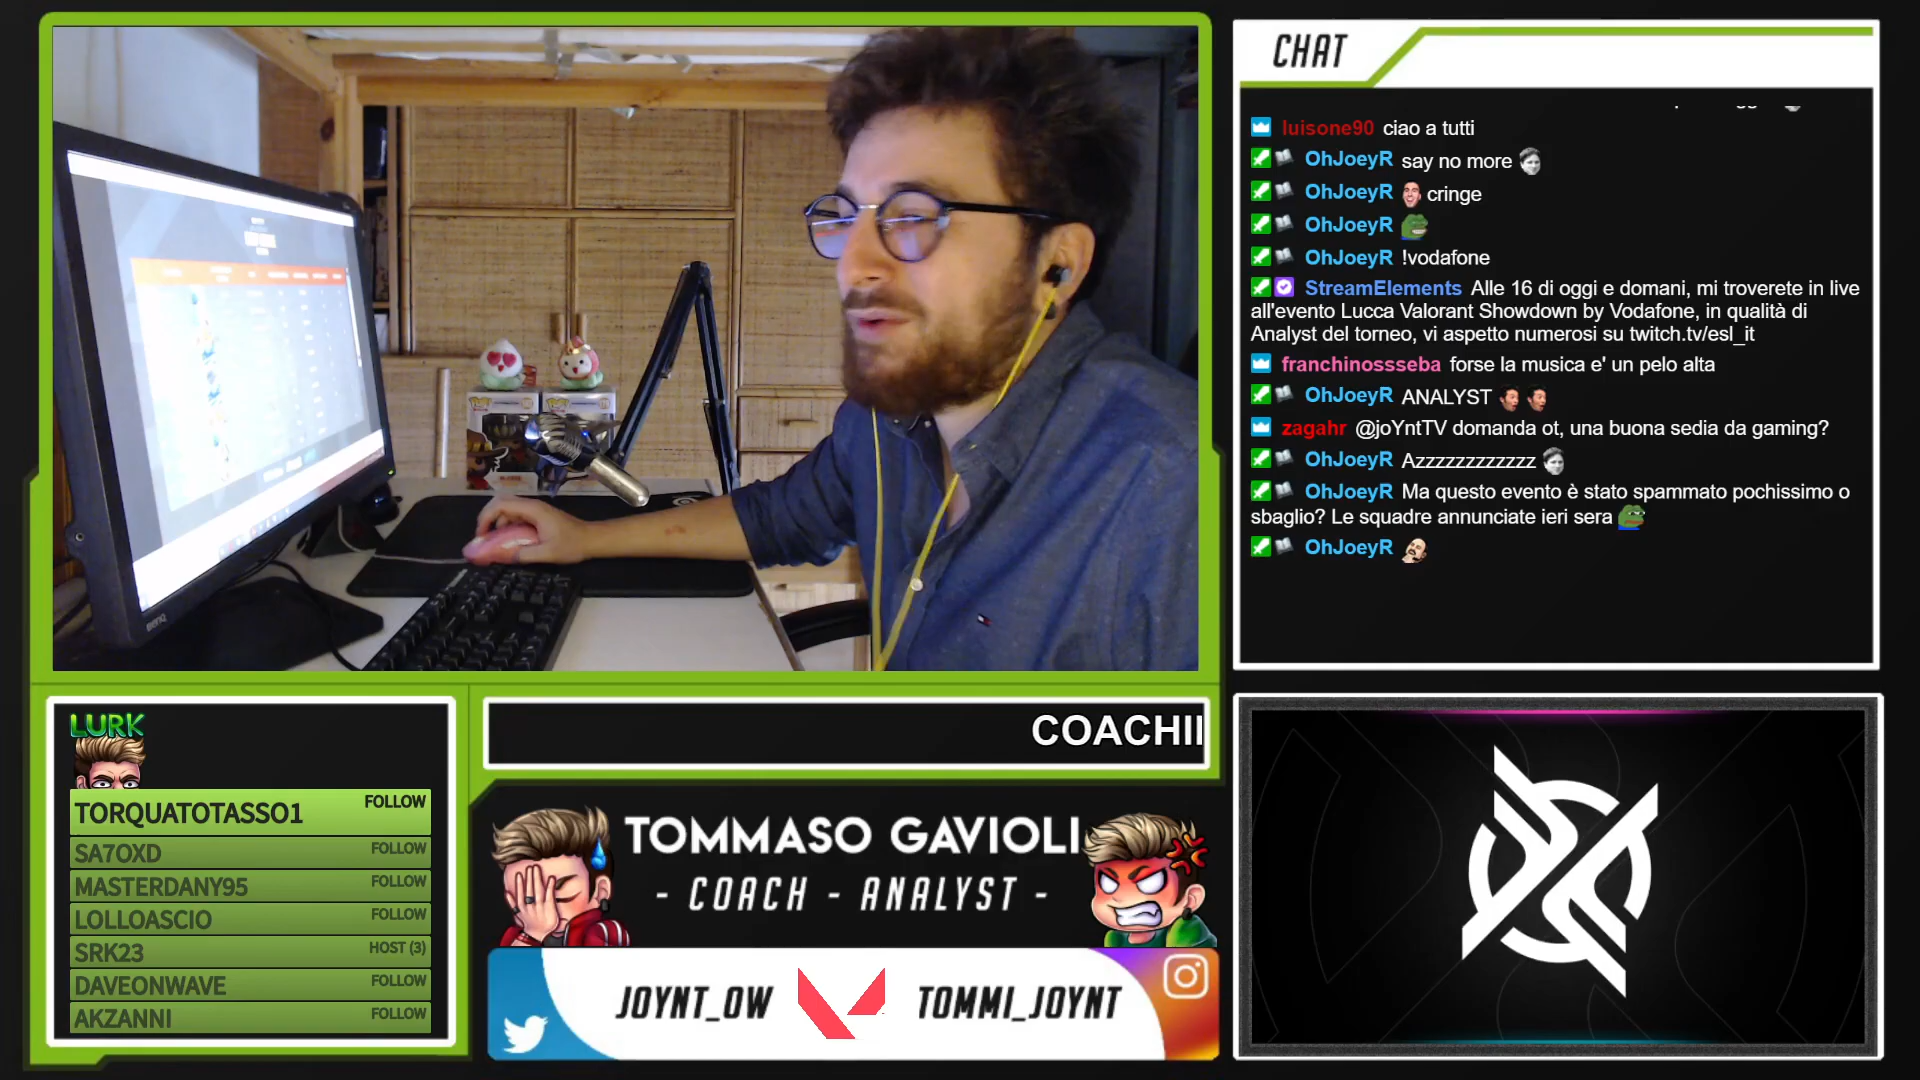 CHAT
luisone90 ciao a tutti
OhJoeyR say no more
OhJoeyR cringe
OhJoeyR
OhJoeyR !vodafone
StreamElements Alle 16 di oggi e domani, mi troverete in live
all'evento Lucca Valorant Showdown by Vodafone, in qualità di
Analyst del torneo, vi aspetto numerosi su twitch.tv/esl_it
franchinossseba forse la musica e' un pelo alta
OhJoeyR ANALYST
zagahr @joYntTV domanda ot, una buona sedia da gaming?
OhJoeyR Azzzzzzzzzzzz
OhJoeyR Ma questo evento è stato spammato pochissimo o
sbaglio? Le squadre annunciate ieri sera
OhJoeyR
BenQ
LURK
TORQUATOTASSO1 FOLLOW
SA7OXD FOLLOW
MASTERDANY95 FOLLOW
LOLLOASCIO FOLLOW
SRK23 HOST (3)
DAVEONWAVE FOLLOW
AKZANNI FOLLOW
COACHI
TOMMASO GAVIOLI
- COACH - ANALYST -
JOYNT_OW
TOMMI_JOYNT